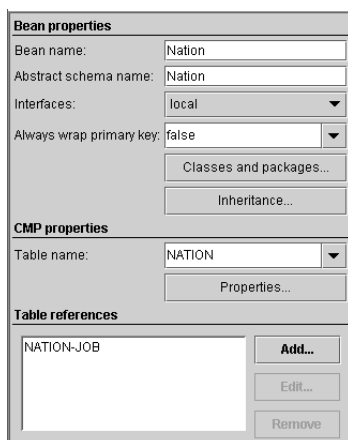 Bean properties
Bean name: Nation
Abstract schema name: Nation
Interfaces: local
Always wrap primary key: false
Classes and packages...
Inheritance...
CMP properties
Table name: NATION
Properties...
Table references
NATION-JOB Add...
Edit...
Remove